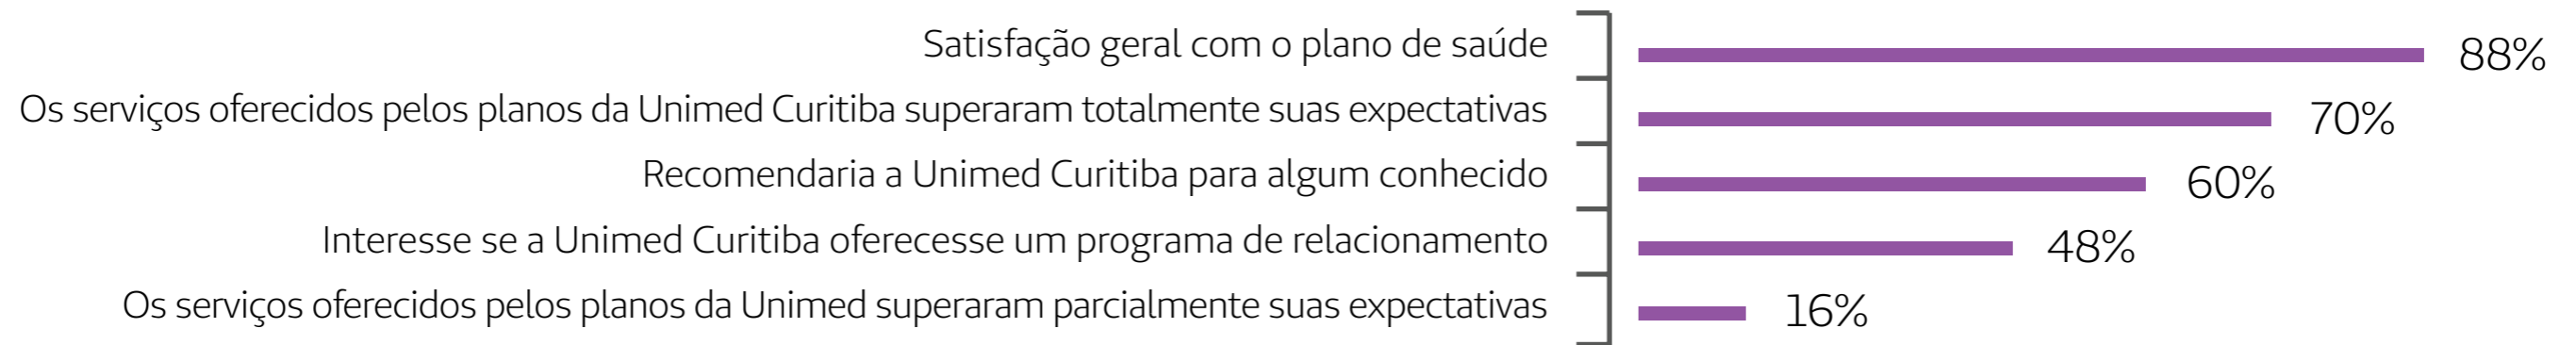 Satisfação geral com o plano de saúde 88%
Os serviços oferecidos pelos planos da Unimed Curitiba superaram totalmente suas expectativas 70%
Recomendaria a Unimed Curitiba para algum conhecido 60%
Interesse se a Unimed Curitiba oferecesse um programa de relacionamento 48%
Os serviços oferecidos pelos planos da Unimed superaram parcialmente suas expectativas 16%